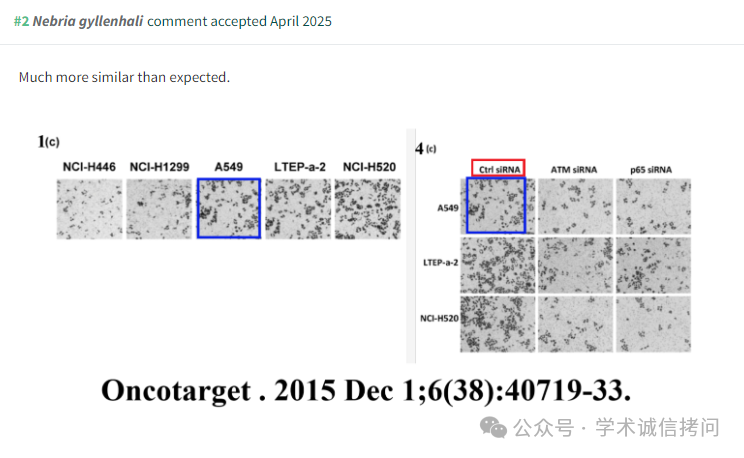 #2 Nebria gyllenhali comment accepted April 2025
Much more similar than expected.
1(c)
NCI-H446 NCI-H1299 A549 LTEP-a-2 NCI-H520
4(c)
Ctrl siRNA ATM siRNA p65 siRNA
A549
LTEP-a-2
NCI-H520
Oncotarget . 2015 Dec 1;6(38):40719-33.
公众号 · 学术诚信拷问